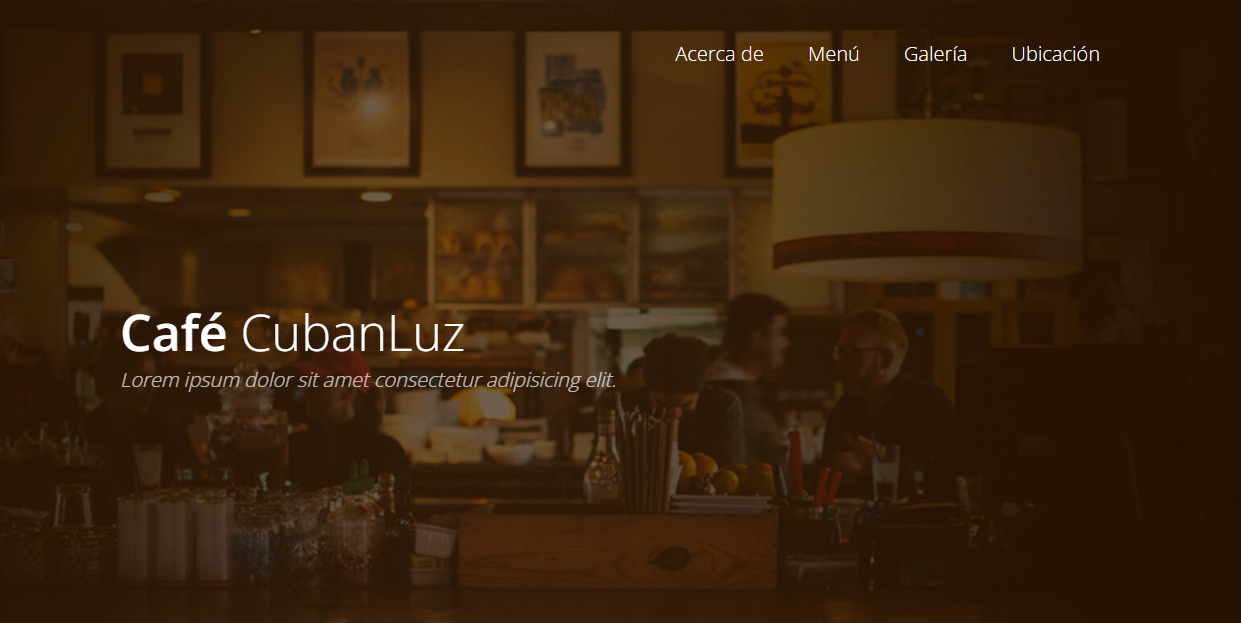 Acerca de Menú Galería Ubicación
Café CubanLuz
Lorem ipsum dolor sit amet consectetur adipisicing elit.